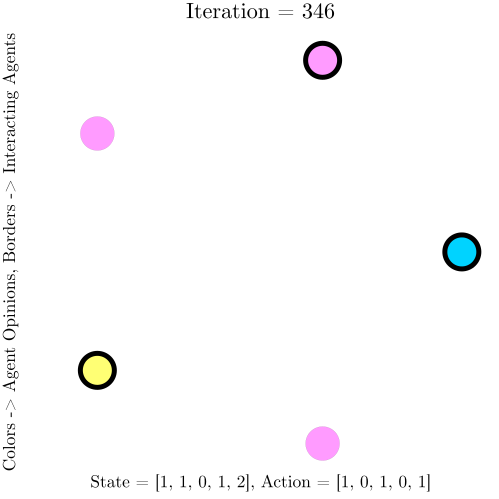 Iteration = 346
Colors -> Agent Opinions, Borders -> Interacting Agents
State = [1, 1, 0, 1, 2], Action = [1, 0, 1, 0, 1]